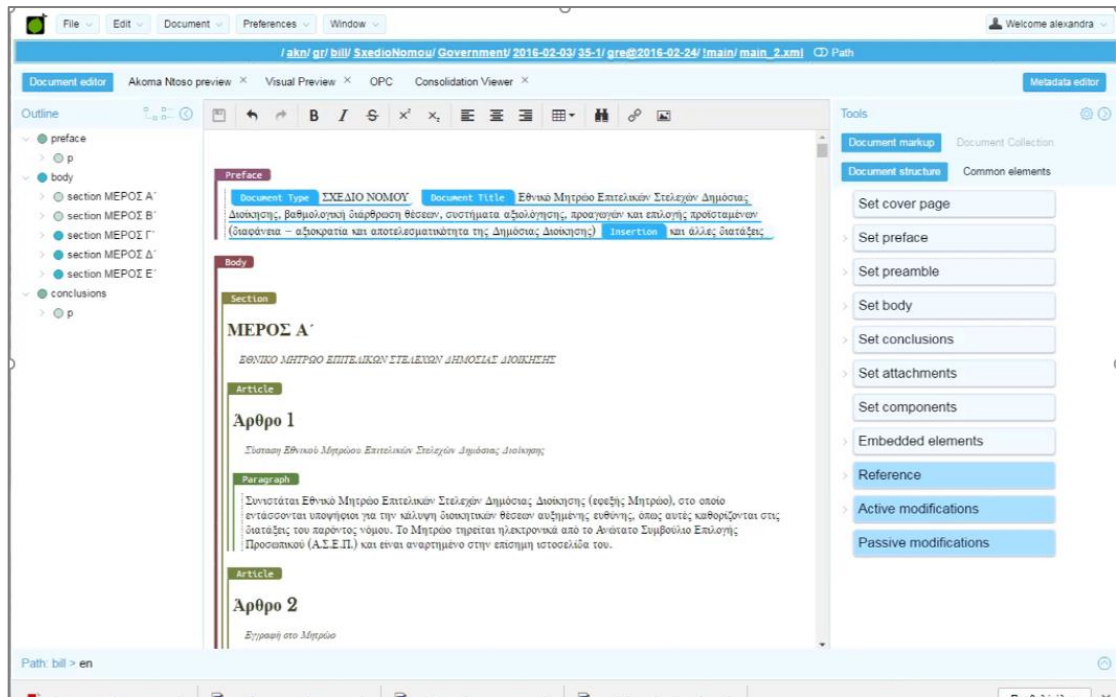 File Edit Document Preferences Window Welcome alexandra
/ akn/ gr/ bill/ SxedioNomou/ Government/ 2016-02-03/ 35-1/ gre@2016-02-24/ !main/ main_2.xml Path
Document editor Akoma Ntoso preview × Visual Preview × OPC Consolidation Viewer × Metadata editor
Outline
preface
p
body
section ΜΕΡΟΣ Α΄
section ΜΕΡΟΣ Β΄
section ΜΕΡΟΣ Γ΄
section ΜΕΡΟΣ Δ΄
section ΜΕΡΟΣ Ε΄
conclusions
p
B I S x² x₂
Preface
Document Type ΣΧΕΔΙΟ ΝΟΜΟΥ Document Title Εθνικό Μητρώο Επιτελικών Στελεχών Δημόσιας
Διοίκησης, βαθμολογική διάρθρωση θέσεων, συστήματα αξιολόγησης, προαγωγών και επιλογής προϊσταμένων
(διαφάνεια – αξιοκρατία και αποτελεσματικότητα της Δημόσιας Διοίκησης) Insertion και άλλες διατάξεις
Body
Section
ΜΕΡΟΣ Α΄
ΕΘΝΙΚΟ ΜΗΤΡΩΟ ΕΠΙΤΕΛΙΚΩΝ ΣΤΕΛΕΧΩΝ ΔΗΜΟΣΙΑΣ ΔΙΟΙΚΗΣΗΣ
Article
Άρθρο 1
Σύσταση Εθνικού Μητρώου Επιτελικών Στελεχών Δημόσιας Διοίκησης
Paragraph
Συνιστάται Εθνικό Μητρώο Επιτελικών Στελεχών Δημόσιας Διοίκησης (εφεξής Μητρώο), στο οποίο
εντάσσονται υποψήφιοι για την κάλυψη διοικητικών θέσεων αυξημένης ευθύνης, όπως αυτές καθορίζονται στις
διατάξεις του παρόντος νόμου. Το Μητρώο τηρείται ηλεκτρονικά από το Ανώτατο Συμβούλιο Επιλογής
Προσωπικού (Α.Σ.Ε.Π.) και είναι αναρτημένο στην επίσημη ιστοσελίδα του.
Article
Άρθρο 2
Εγγραφή στο Μητρώο
Tools
Document markup Document Collection
Document structure Common elements
Set cover page
Set preface
Set preamble
Set body
Set conclusions
Set attachments
Set components
Embedded elements
Reference
Active modifications
Passive modifications
Path: bill > en